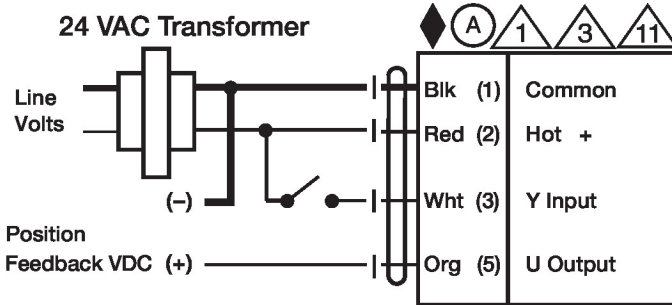 24 VAC Transformer
A 1 3 11
Line
Volts
Blk (1) Common
Red (2) Hot +
(–)
Wht (3) Y Input
Position
Feedback VDC (+)
Org (5) U Output